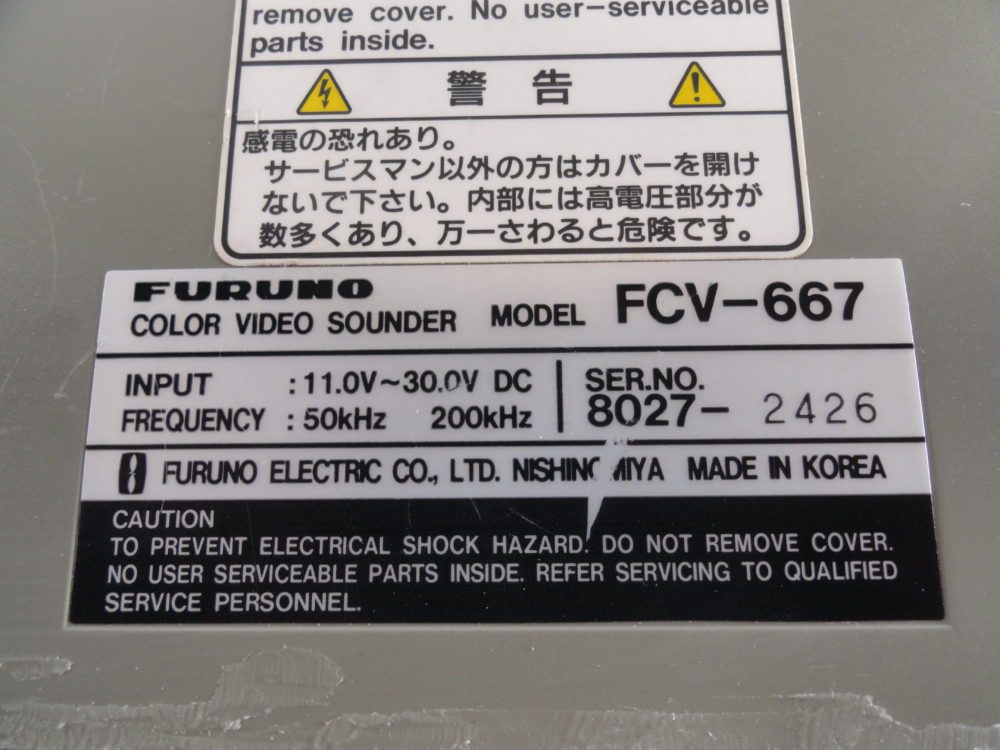 remove cover. No user-serviceable
parts inside.
警告
感電の恐れあり。
サービスマン以外の方はカバーを開け
ないで下さい。内部には高電圧部分が
数多くあり、万一さわると危険です。
FURUNO
COLOR VIDEO SOUNDER MODEL FCV-667
INPUT : 11.0V~30.0V DC
FREQUENCY : 50kHz 200kHz
SER.NO.
8027- 2426
FURUNO ELECTRIC CO., LTD. MADE IN KOREA
CAUTION
TO PREVENT ELECTRICAL SHOCK HAZARD. DO NOT REMOVE COVER.
NO USER SERVICEABLE PARTS INSIDE. REFER SERVICING TO QUALIFIED
SERVICE PERSONNEL.